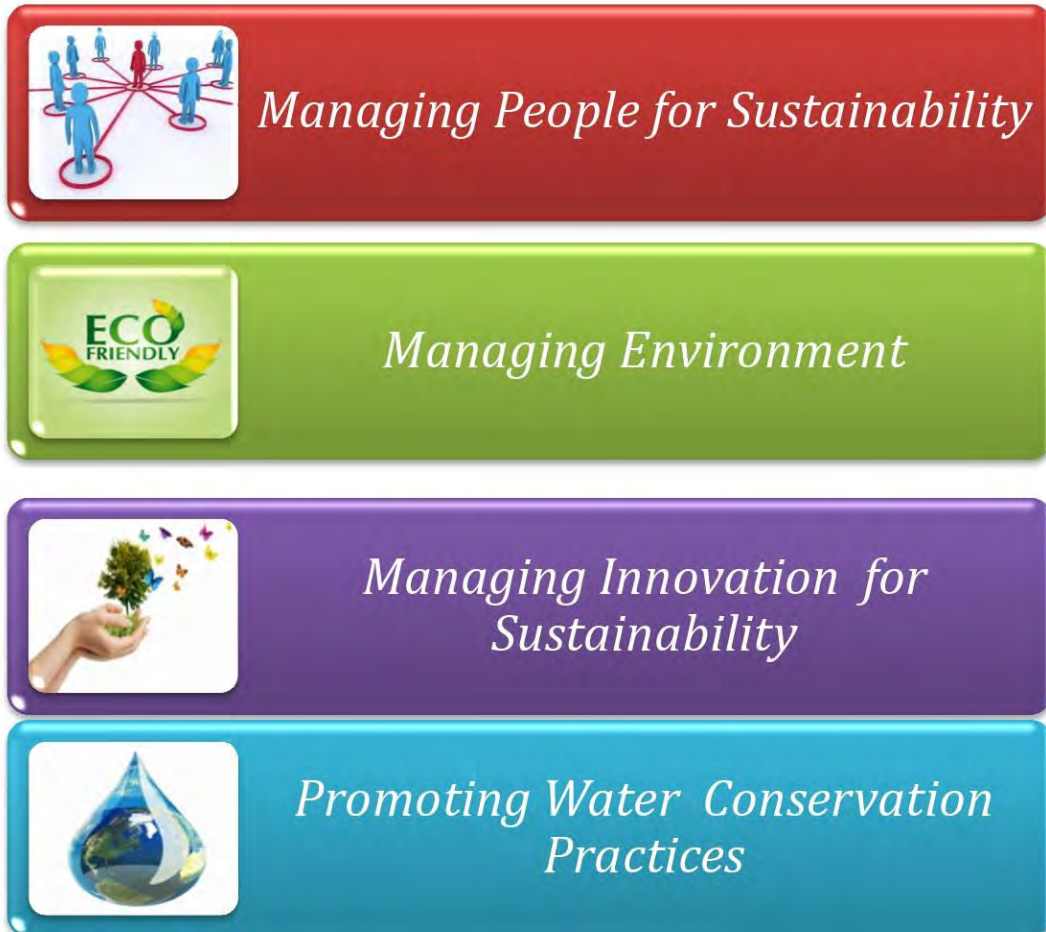 Managing People for Sustainability
ECO
FRIENDLY
Managing Environment
Managing Innovation for
Sustainability
Promoting Water Conservation
Practices